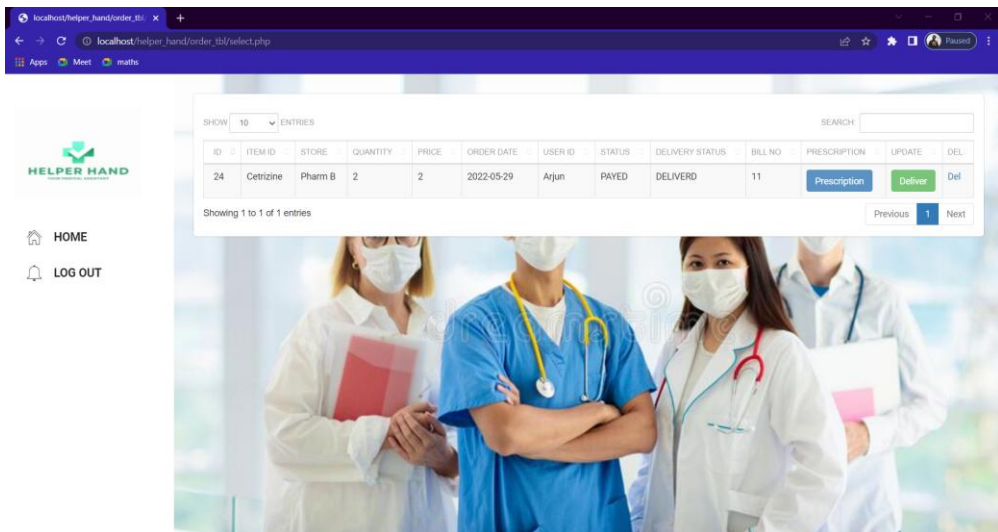 localhost/helper_hand/order_tbl/
localhost/helper_hand/order_tbl/select.php
Paused
Apps Meet maths
HELPER HAND
HOME
LOG OUT
SHOW 10 ENTRIES
SEARCH:
ID ITEM ID STORE QUANTITY PRICE ORDER DATE USER ID STATUS DELIVERY STATUS BILL NO PRESCRIPTION UPDATE DEL
24 Cetrizine Pharm B 2 2 2022-05-29 Arjun PAYED DELIVERD 11 Prescription Deliver Del
Showing 1 to 1 of 1 entries
Previous 1 Next
dreamstime